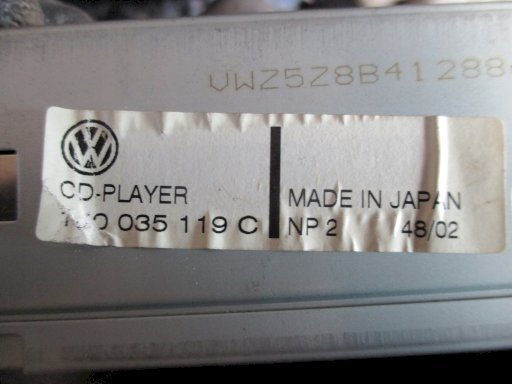 VWZ5Z8B41288
CD-PLAYER
035 119 C
MADE IN JAPAN
NP 2 48/02